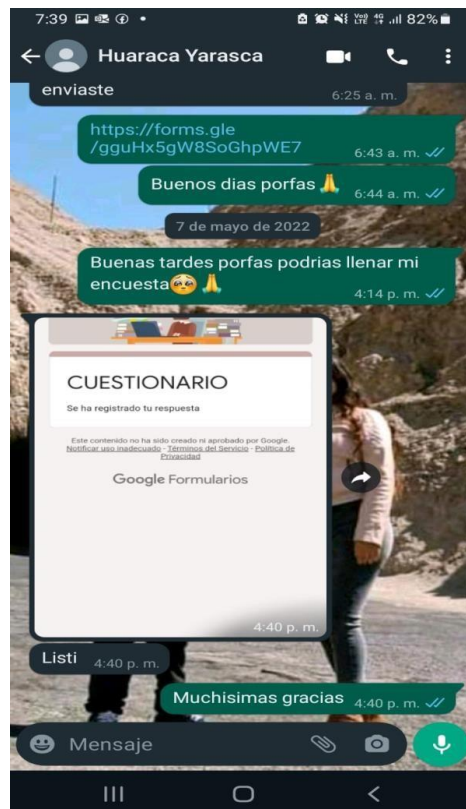 7:39
Voo) 4G 82%
Huaraca Yarasca
enviaste
6:25 a. m.
https://forms.gle
/gguHx5gW8SoGhpWE7
6:43 a. m.
Buenos dias porfas
6:44 a. m.
7 de mayo de 2022
Buenas tardes porfas podrias llenar mi
encuesta
4:14 p. m.
CUESTIONARIO
Se ha registrado tu respuesta
Este contenido no ha sido creado ni aprobado por Google.
Notificar uso inadecuado - Términos del Servicio - Política de
Privacidad
Google Formularios
4:40 p. m.
Listi 4:40 p. m.
Muchisimas gracias 4:40 p. m.
Mensaje